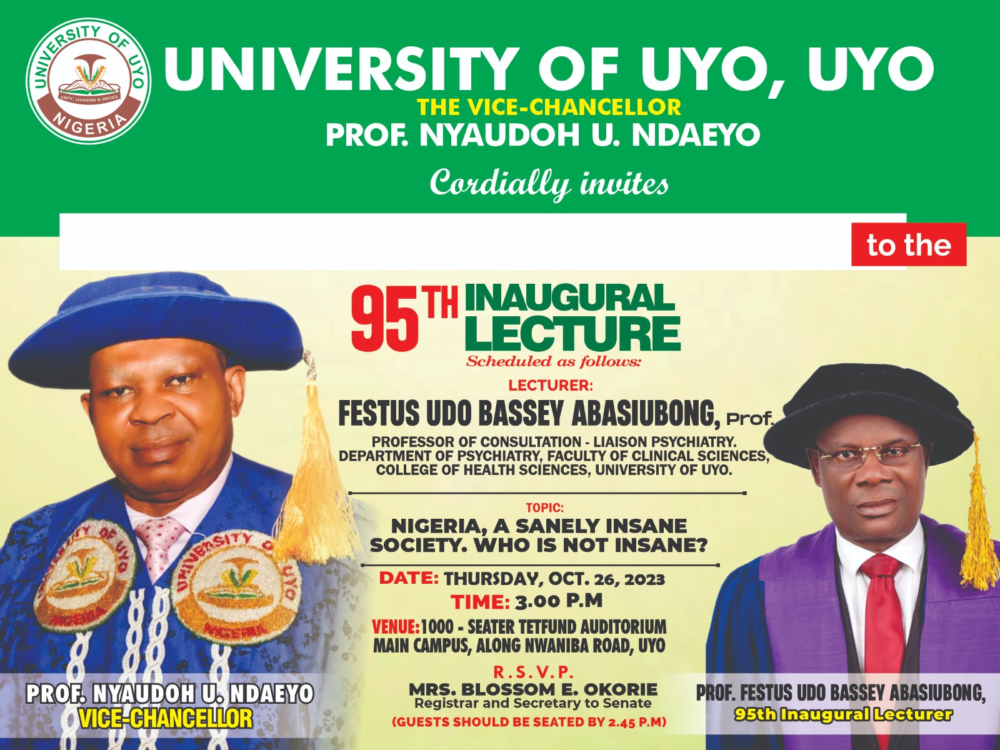 UNIVERSITY OF UYO
NIGERIA
UNITY, LEARNING & SERVICE
UNIVERSITY OF UYO, UYO
THE VICE-CHANCELLOR
PROF. NYAUDOH U. NDAEYO
Cordially invites
to the
95TH INAUGURAL
LECTURE
Scheduled as follows:
LECTURER:
FESTUS UDO BASSEY ABASIUBONG, Prof.
PROFESSOR OF CONSULTATION - LIAISON PSYCHIATRY.
DEPARTMENT OF PSYCHIATRY, FACULTY OF CLINICAL SCIENCES,
COLLEGE OF HEALTH SCIENCES, UNIVERSITY OF UYO.
TOPIC:
NIGERIA, A SANELY INSANE
SOCIETY. WHO IS NOT INSANE?
DATE: THURSDAY, OCT. 26, 2023
TIME: 3.00 P.M
VENUE:1000 - SEATER TETFUND AUDITORIUM
MAIN CAMPUS, ALONG NWANIBA ROAD, UYO
R.S.V.P.
MRS. BLOSSOM E. OKORIE
Registrar and Secretary to Senate
(GUESTS SHOULD BE SEATED BY 2.45 P.M)
OF UYO
NIGERIA
UNIVERSITY O
UYO
NIGERIA
PROF. NYAUDOH U. NDAEYO
VICE-CHANCELLOR
PROF. FESTUS UDO BASSEY ABASIUBONG,
95th Inaugural Lecturer